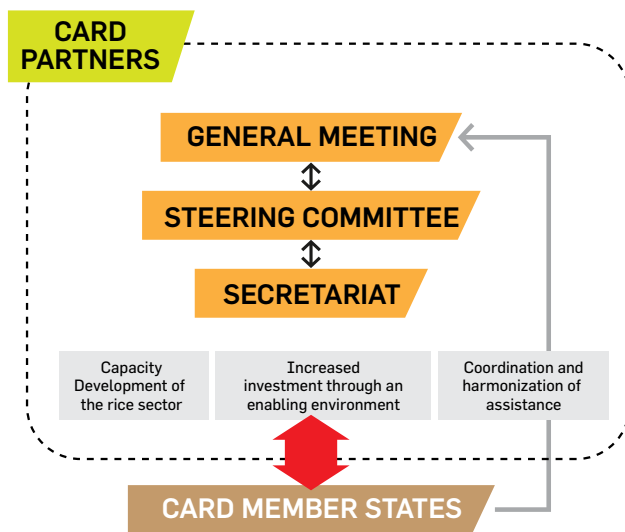 CARD
PARTNERS
GENERAL MEETING
STEERING COMMITTEE
SECRETARIAT
Capacity
Development of
the rice sector
Increased
investment through an
enabling environment
Coordination and
harmonization of
assistance
CARD MEMBER STATES